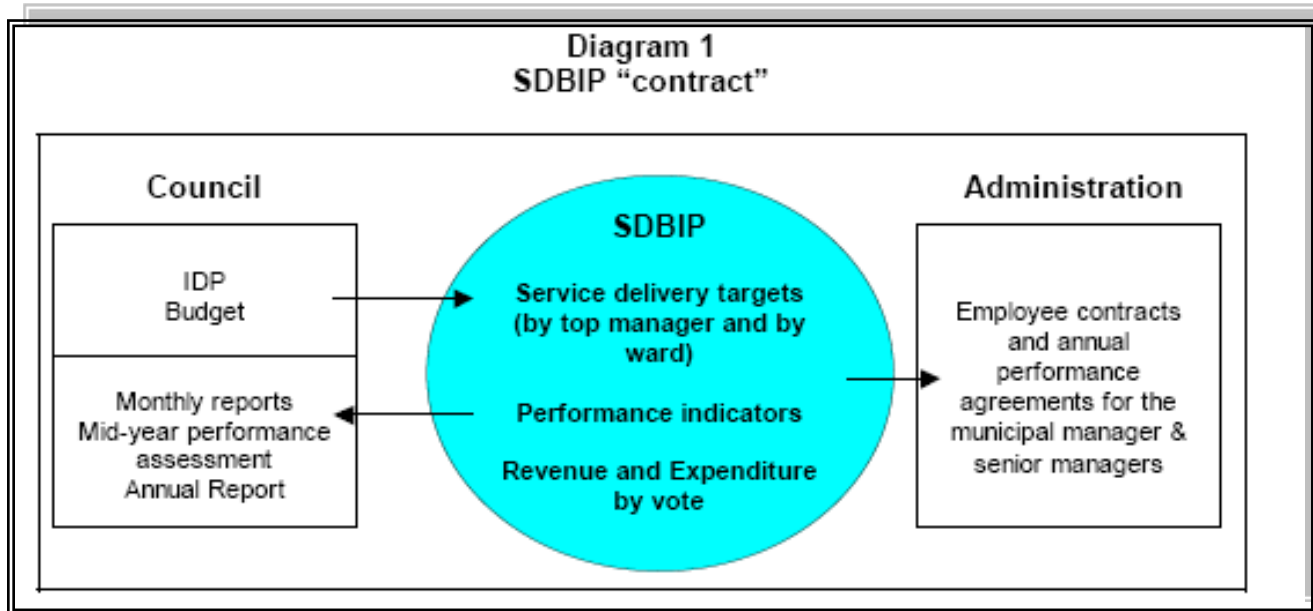 Diagram 1
SDBIP “contract”
Council
IDP
Budget
Monthly reports
Mid-year performance
assessment
Annual Report
SDBIP
Service delivery targets
(by top manager and by
ward)
Performance indicators
Revenue and Expenditure
by vote
Administration
Employee contracts
and annual
performance
agreements for the
municipal manager &
senior managers